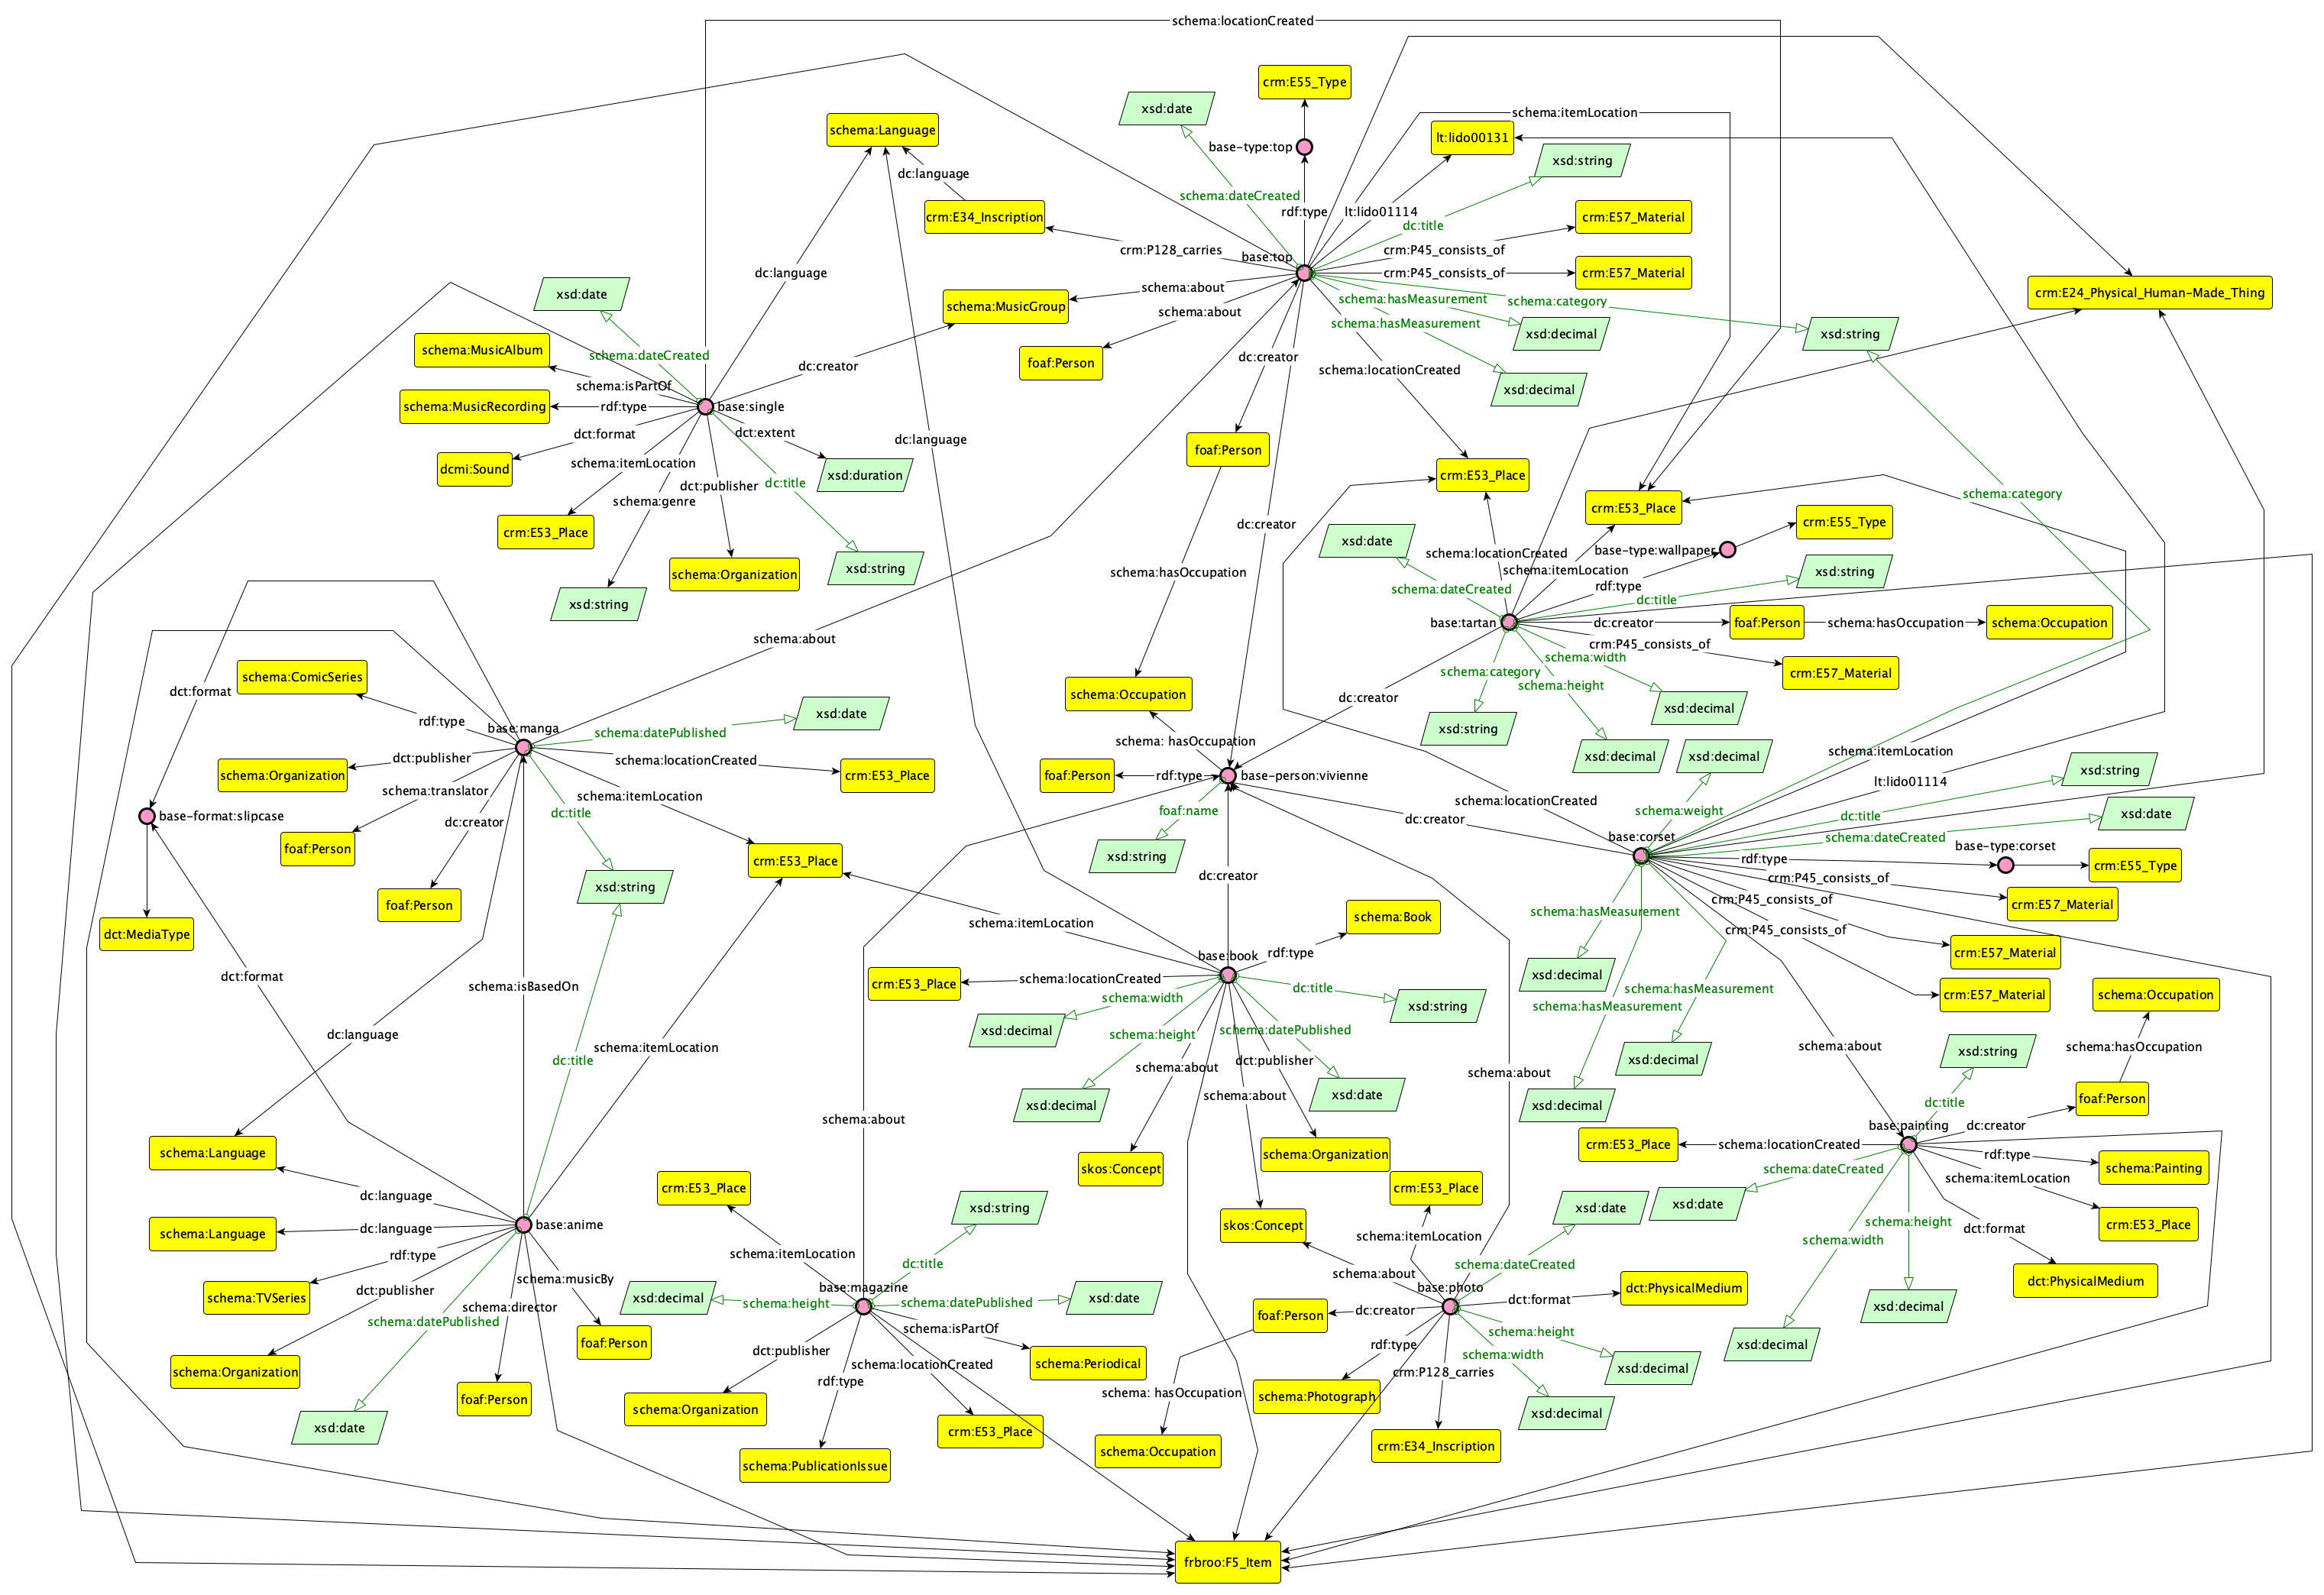 schema:locationCreated
crm:E55_Type
xsd:date
schema:itemLocation
schema:Language
lt:lido00131
base-type:top
xsd:string
dc:language
schema:dateCreated
rdf:type
lt:lido01114
crm:E34_Inscription
crm:E57_Material
dc:title
crm:P128_carries
crm:P45_consists_of
base:top
dc:language
crm:P45_consists_of
crm:E57_Material
schema:about
xsd:date
schema:MusicGroup
schema:hasMeasurement
schema:category
crm:E24_Physical_Human-Made_Thing
schema:about
schema:hasMeasurement
xsd:decimal
xsd:string
schema:MusicAlbum
schema:dateCreated
dc:creator
foaf:Person
dc:creator
schema:locationCreated
xsd:decimal
schema:isPartOf
schema:MusicRecording
rdf:type
base:single
dct:format
dct:extent
dc:language
foaf:Person
dcmi:Sound
schema:itemLocation
xsd:duration
crm:E53_Place
dct:publisher
dc:title
schema:genre
schema:category
crm:E53_Place
crm:E53_Place
dc:creator
crm:E55_Type
xsd:date
schema:locationCreated
base-type:wallpaper
schema:Organization
xsd:string
schema:hasOccupation
schema:itemLocation
rdf:type
xsd:string
schema:dateCreated
dc:title
xsd:string
base:tartan
dc:creator
foaf:Person
schema:hasOccupation
schema:Occupation
schema:about
crm:P45_consists_of
schema:width
schema:category
crm:E57_Material
schema:ComicSeries
dct:format
schema:Occupation
schema:height
dc:creator
xsd:decimal
xsd:date
rdf:type
base:manga
schema:datePublished
xsd:string
schema: hasOccupation
xsd:decimal
xsd:decimal
schema:itemLocation
dct:publisher
schema:locationCreated
schema:Organization
crm:E53_Place
foaf:Person
rdf:type
base-person:vivienne
xsd:string
lt:lido01114
schema:translator
schema:itemLocation
schema:locationCreated
schema:weight
foaf:name
dc:title
xsd:date
base-format:slipcase
dc:creator
dc:title
dc:creator
base:corset
schema:dateCreated
base-type:corset
foaf:Person
crm:E53_Place
xsd:string
rdf:type
crm:E55_Type
dc:creator
crm:P45_consists_of
xsd:string
crm:P45_consists_of
foaf:Person
crm:E57_Material
schema:itemLocation
schema:Book
schema:hasMeasurement
crm:P45_consists_of
dct:MediaType
rdf:type
base:book
crm:E57_Material
dct:format
schema:isBasedOn
crm:E53_Place
schema:locationCreated
dc:title
xsd:decimal
schema:hasMeasurement
crm:E57_Material
schema:Occupation
schema:width
xsd:string
schema:hasMeasurement
xsd:decimal
schema:height
schema:datePublished
dc:language
schema:itemLocation
dc:title
schema:about
dct:publisher
xsd:decimal
schema:about
xsd:string
schema:hasOccupation
schema:about
schema:about
xsd:date
xsd:decimal
xsd:decimal
foaf:Person
dc:title
schema:about
base:painting
dc:creator
crm:E53_Place
schema:locationCreated
schema:Language
skos:Concept
schema:Organization
rdf:type
schema:Painting
schema:dateCreated
schema:itemLocation
crm:E53_Place
crm:E53_Place
dc:language
xsd:date
xsd:string
xsd:date
schema:Language
dc:language
base:anime
skos:Concept
schema:height
crm:E53_Place
dct:format
schema:width
schema:itemLocation
schema:itemLocation
rdf:type
dc:title
schema:dateCreated
schema:about
schema:musicBy
base:magazine
base:photo
dct:PhysicalMedium
dct:publisher
dct:PhysicalMedium
schema:TVSeries
xsd:decimal
schema:height
schema:datePublished
xsd:date
dct:format
schema:director
foaf:Person
dc:creator
xsd:decimal
schema:datePublished
schema:isPartOf
schema:height
foaf:Person
rdf:type
xsd:decimal
dct:publisher
schema:width
schema:locationCreated
schema:Periodical
schema:Organization
crm:P128_carries
xsd:decimal
rdf:type
foaf:Person
schema: hasOccupation
schema:Photograph
schema:Organization
xsd:decimal
xsd:date
crm:E53_Place
schema:Occupation
crm:E34_Inscription
schema:PublicationIssue
frbroo:F5_Item